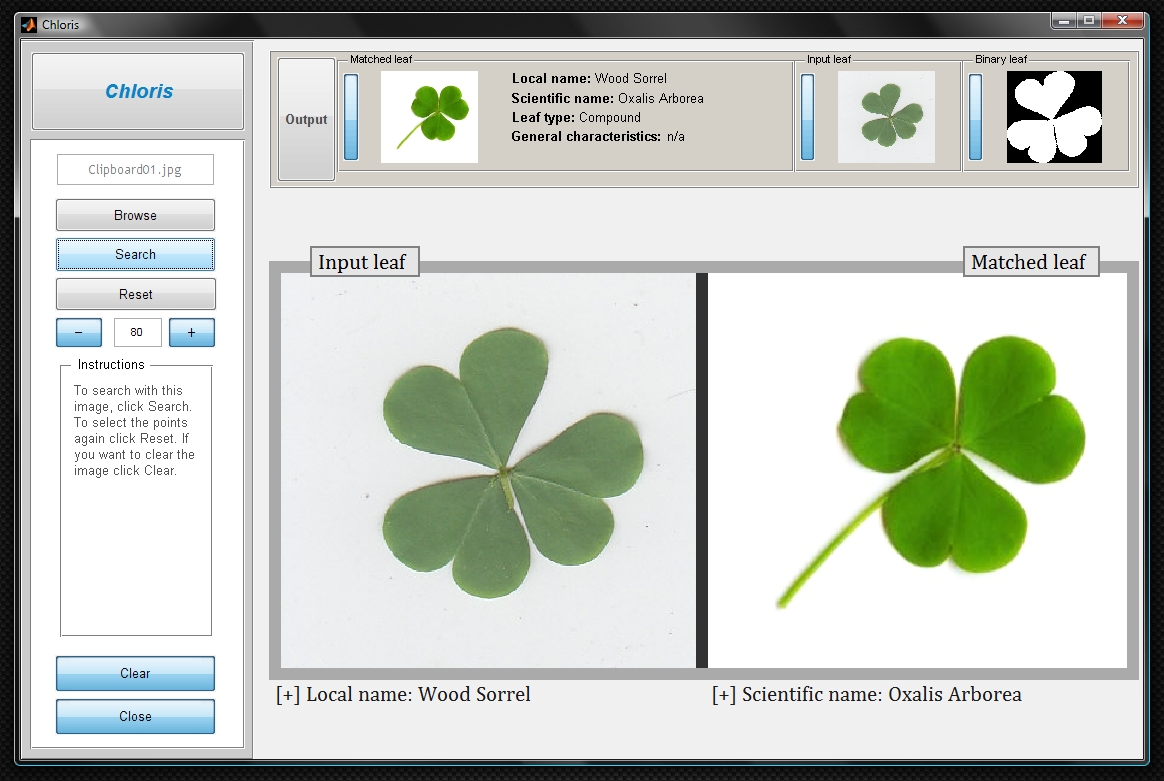 Chloris
Chloris
Clipboard01.jpg
Browse
Search
Reset
− 80 +
Instructions
To search with this
image, click Search.
To select the points
again click Reset. If
you want to clear the
image click Clear.
Clear
Close
Output
Matched leaf
Local name: Wood Sorrel
Scientific name: Oxalis Arborea
Leaf type: Compound
General characteristics: n/a
Input leaf
Binary leaf
Input leaf
Matched leaf
[+] Local name: Wood Sorrel
[+] Scientific name: Oxalis Arborea